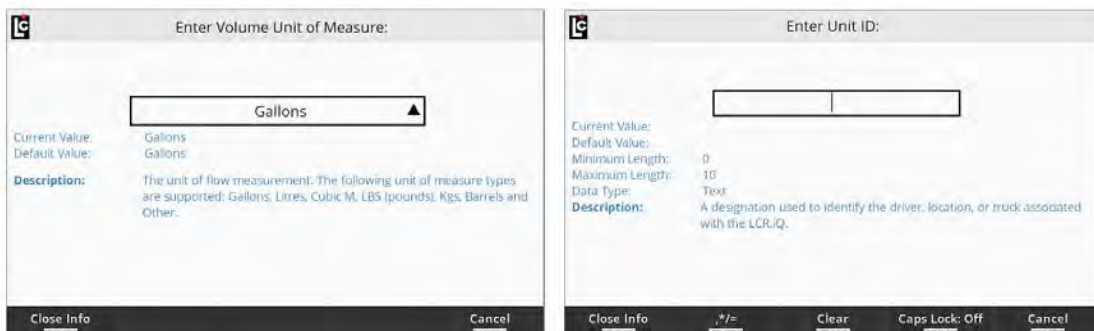 LC
Enter Volume Unit of Measure:
Gallons
Current Value: Gallons
Default Value: Gallons
Description: The unit of flow measurement. The following unit of measure types
are supported: Gallons, Litres, Cubic M, LBS (pounds), Kgs, Barrels and
Other.
Close Info Cancel
LC
Enter Unit ID:
Current Value:
Default Value:
Minimum Length: 0
Maximum Length: 10
Data Type: Text
Description: A designation used to identify the driver, location, or truck associated
with the LCR.iQ.
Close Info ,*/= Clear Caps Lock: Off Cancel